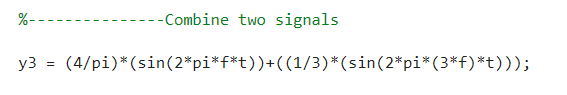 %---------------Combine two signals
y3 = (4/pi)*(sin(2*pi*f*t))+((1/3)*(sin(2*pi*(3*f)*t)));